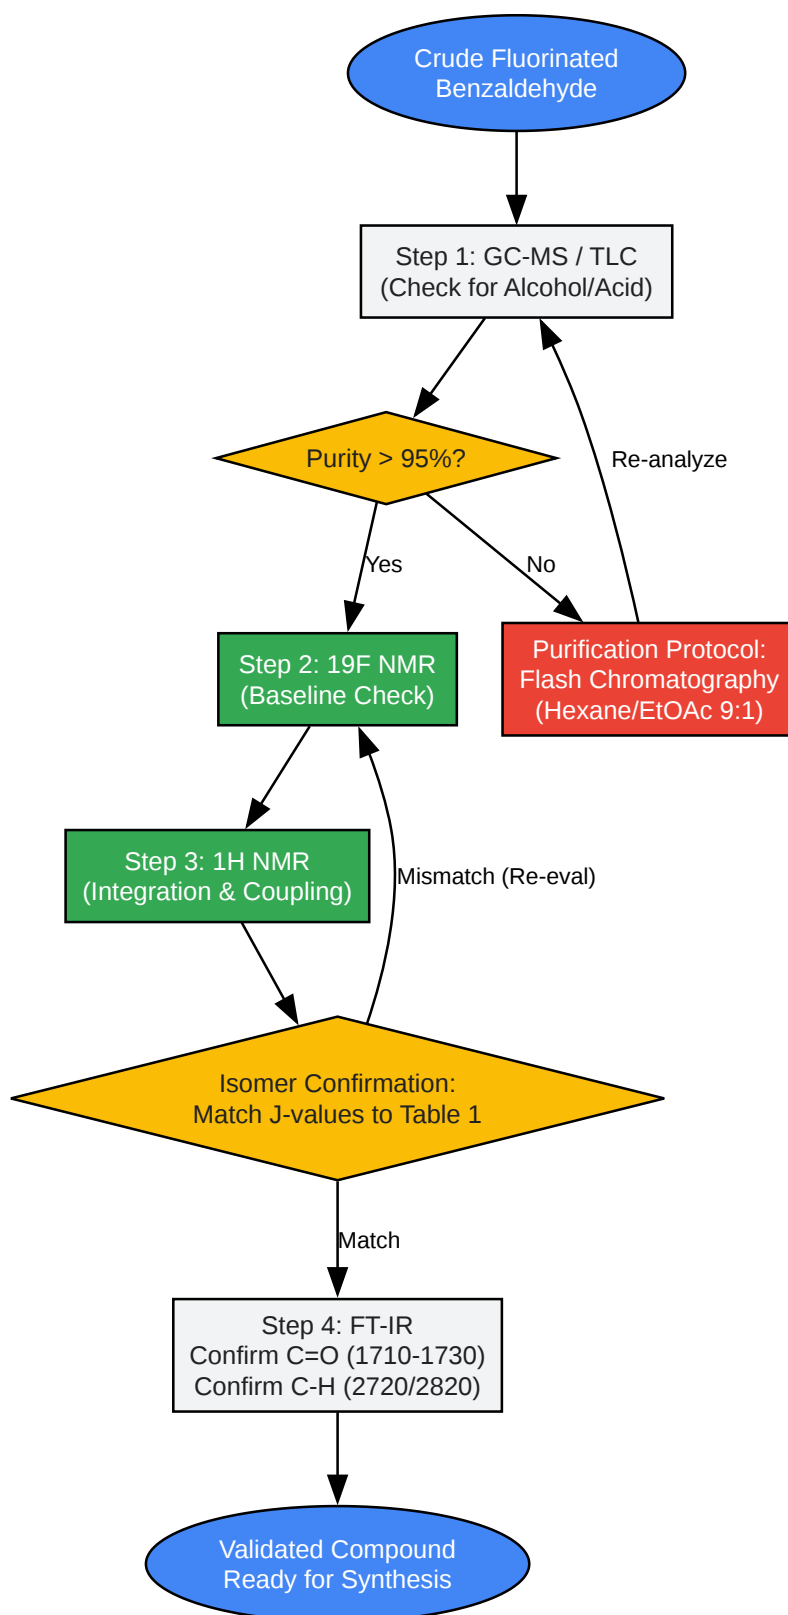 Crude Fluorinated
Benzaldehyde
Step 1: GC-MS / TLC
(Check for Alcohol/Acid)
Purity > 95%?
Re-analyze
Yes
No
Step 2: 19F NMR
(Baseline Check)
Purification Protocol:
Flash Chromatography
(Hexane/EtOAc 9:1)
Step 3: 1H NMR
(Integration & Coupling)
Mismatch (Re-eval)
Isomer Confirmation:
Match J-values to Table 1
Match
Step 4: FT-IR
Confirm C=O (1710-1730)
Confirm C-H (2720/2820)
Validated Compound
Ready for Synthesis